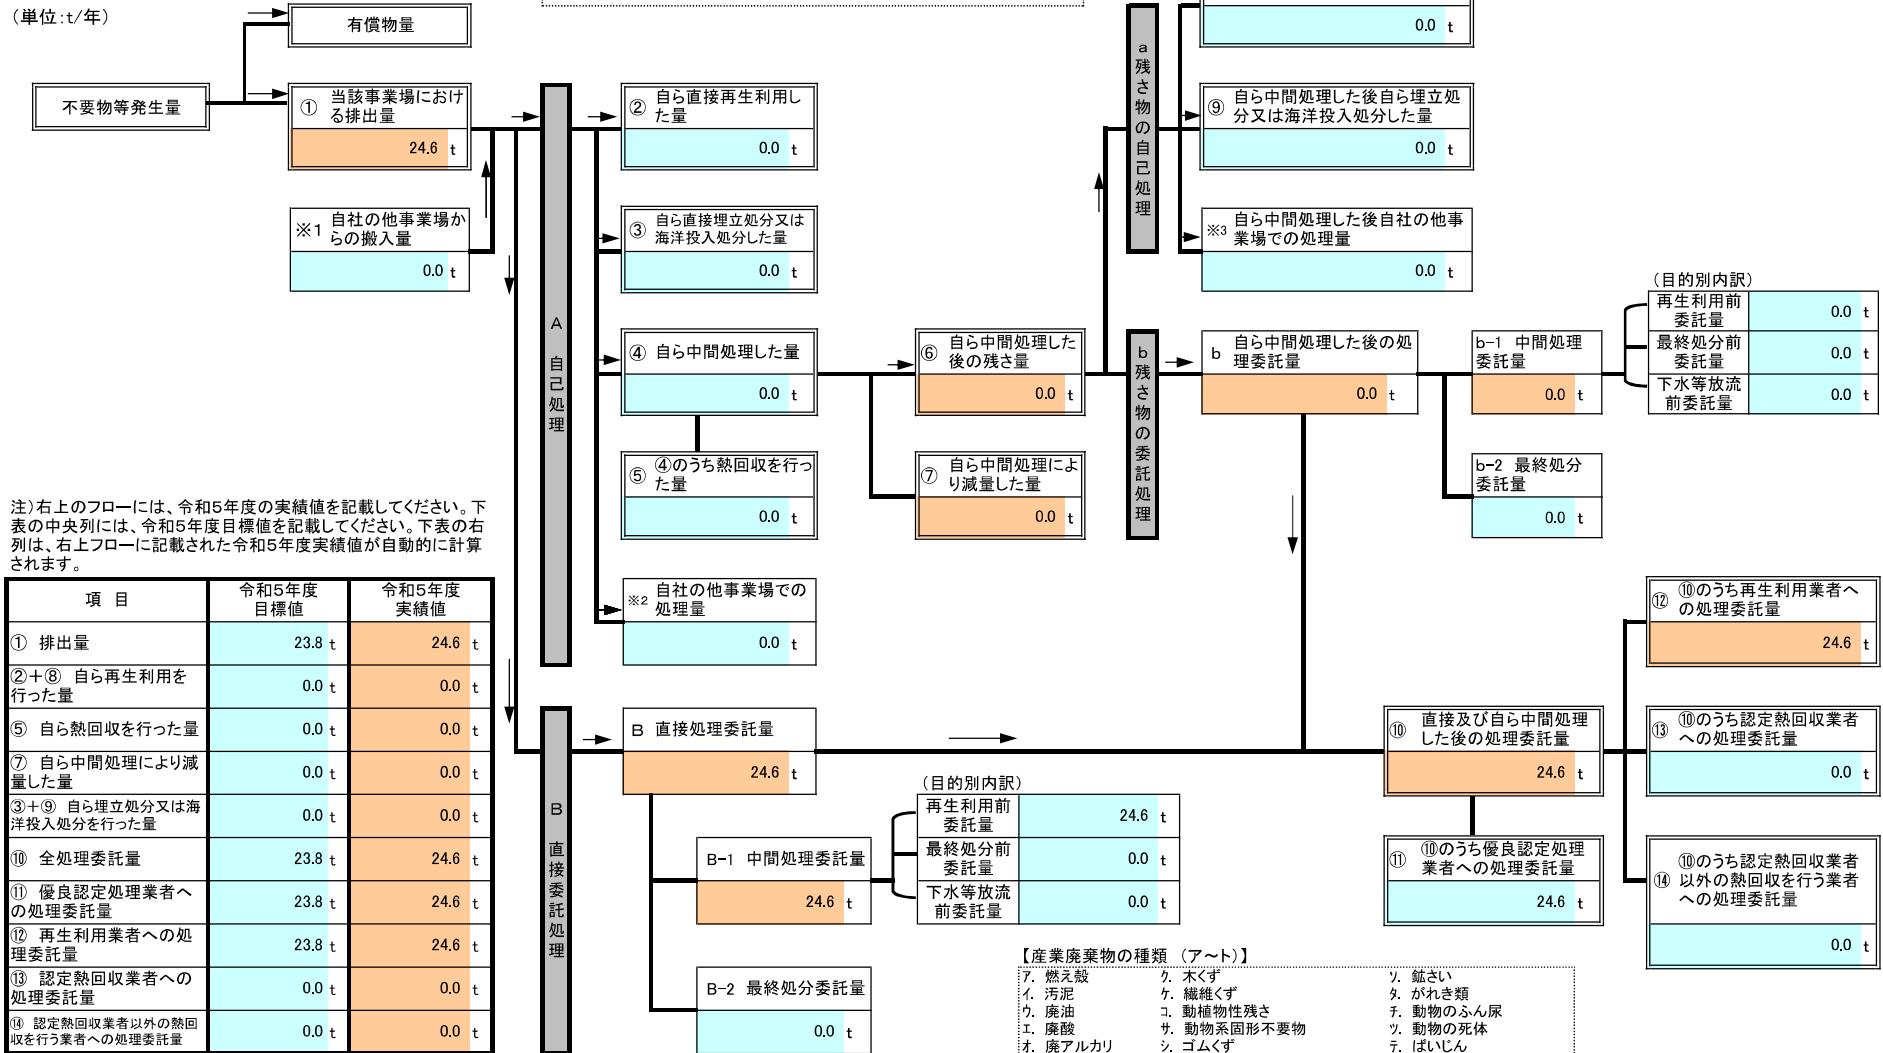 (単位:t/年)
有償物量
不要物等発生量
① 当該事業場におけ
る排出量
24.6 t
※1 自社の他事業場か
らの搬入量
0.0 t
A 自己処理
② 自ら直接再生利用し
た量
0.0 t
③ 自ら直接埋立処分又は
海洋投入処分した量
0.0 t
④ 自ら中間処理した量
0.0 t
⑤ ④のうち熱回収を行っ
た量
0.0 t
※2 自社の他事業場での
処理量
0.0 t
⑥ 自ら中間処理した
後の残さ量
0.0 t
⑦ 自ら中間処理によ
り減量した量
0.0 t
a残さ物の自己処理
0.0 t
⑨ 自ら中間処理した後自ら埋立処
分又は海洋投入処分した量
0.0 t
※3 自ら中間処理した後自社の他事
業場での処理量
0.0 t
b残さ物の委託処理
b 自ら中間処理した後の処
理委託量
0.0 t
b-1 中間処理
委託量
0.0 t
b-2 最終処分
委託量
0.0 t
(目的別内訳)
再生利用前
委託量
0.0 t
最終処分前
委託量
0.0 t
下水等放流
前委託量
0.0 t
注)右上のフローには、令和5年度の実績値を記載してください。下
表の中央列には、令和5年度目標値を記載してください。下表の右
列は、右上フローに記載された令和5年度実績値が自動的に計算
されます。
項 目 令和5年度
目標値 令和5年度
実績値
① 排出量 23.8 t 24.6 t
②+⑧ 自ら再生利用を
行った量 0.0 t 0.0 t
⑤ 自ら熱回収を行った量 0.0 t 0.0 t
⑦ 自ら中間処理により減
量した量 0.0 t 0.0 t
③+⑨ 自ら埋立処分又は海
洋投入処分を行った量 0.0 t 0.0 t
⑩ 全処理委託量 23.8 t 24.6 t
⑪ 優良認定処理業者へ
の処理委託量 23.8 t 24.6 t
⑫ 再生利用業者への処
理委託量 23.8 t 24.6 t
⑬ 認定熱回収業者への
処理委託量 0.0 t 0.0 t
⑭ 認定熱回収業者以外の熱回
収を行う業者への処理委託量 0.0 t 0.0 t
B 直接委託処理
B 直接処理委託量
24.6 t
B-1 中間処理委託量
24.6 t
B-2 最終処分委託量
0.0 t
(目的別内訳)
再生利用前
委託量
24.6 t
最終処分前
委託量
0.0 t
下水等放流
前委託量
0.0 t
⑩ 直接及び自ら中間処理
した後の処理委託量
24.6 t
⑪ ⑩のうち優良認定処理
業者への処理委託量
24.6 t
⑫ ⑩のうち再生利用業者へ
の処理委託量
24.6 t
⑬ ⑩のうち認定熱回収業者
への処理委託量
0.0 t
⑭ ⑩のうち認定熱回収業者
以外の熱回収を行う業者
への処理委託量
0.0 t
【産業廃棄物の種類 (ア~ト)】
ア. 燃え殻 ク. 木くず ソ. 鉱さい
イ. 汚泥 ケ. 繊維くず タ. がれき類
ウ. 廃油 コ. 動植物性残さ チ. 動物のふん尿
エ. 廃酸 サ. 動物系固形不要物 ツ. 動物の死体
オ. 廃アルカリ シ. ゴムくず テ. ばいじん